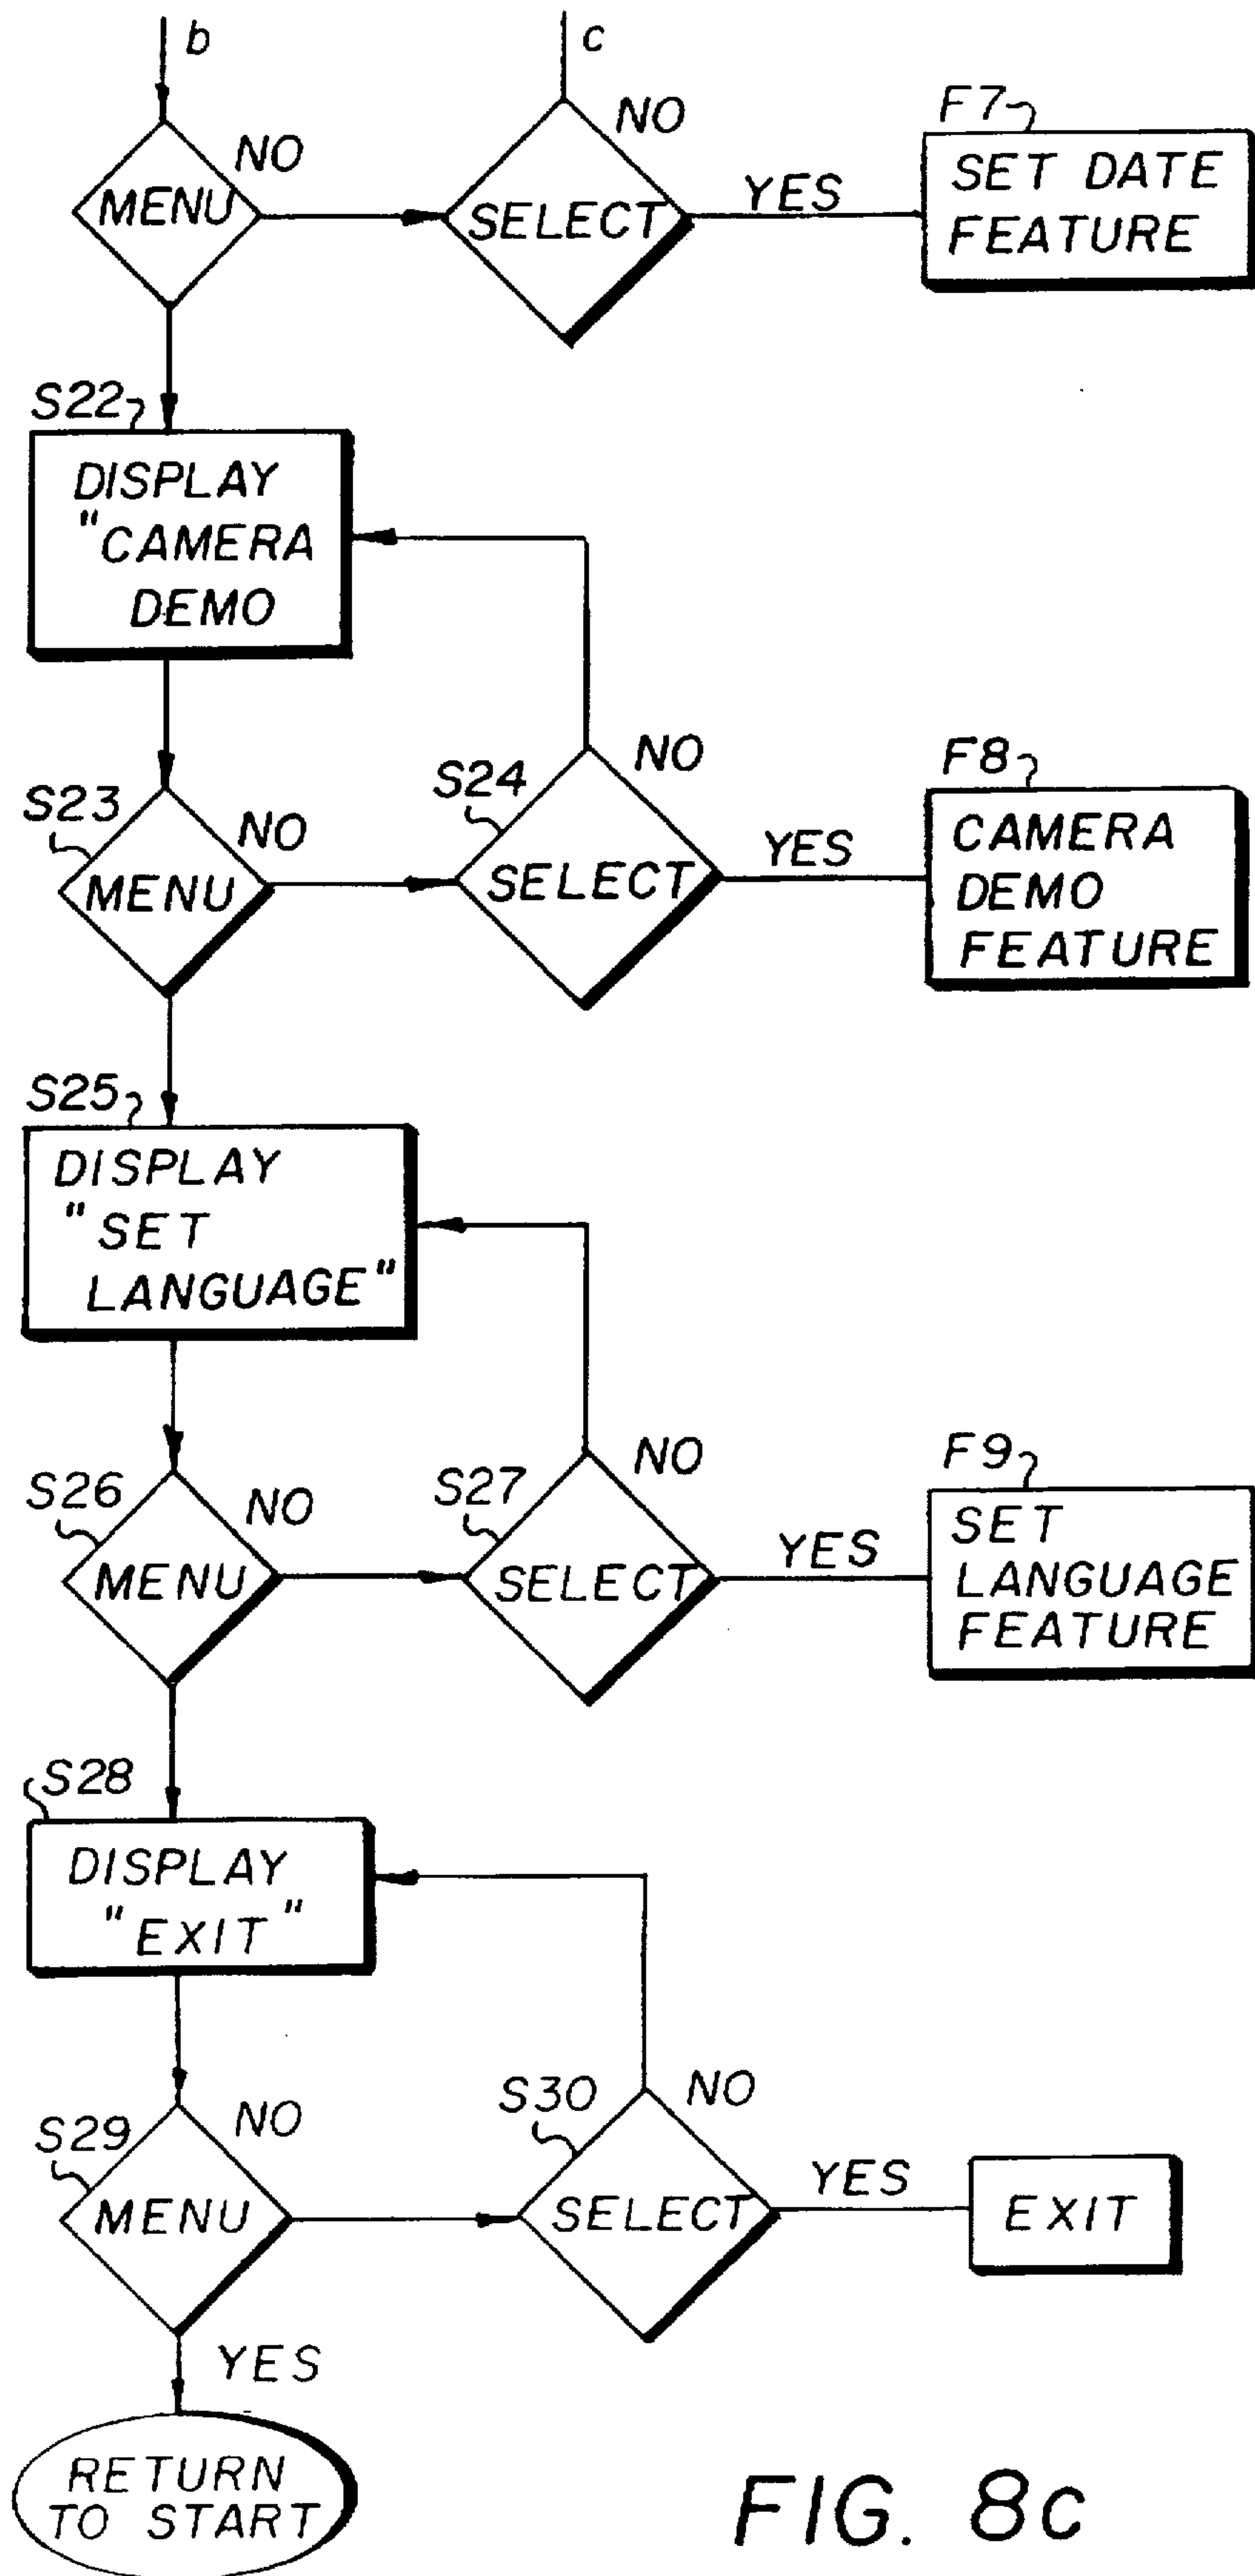 b
c
NO
NO
F7
MENU
SELECT
YES
SET DATE
FEATURE
S22
DISPLAY
"CAMERA
DEMO
S23
NO
MENU
S24
NO
SELECT
YES
F8
CAMERA
DEMO
FEATURE
S25
DISPLAY
"SET
LANGUAGE"
S26
NO
MENU
S27
NO
SELECT
YES
F9
SET
LANGUAGE
FEATURE
S28
DISPLAY
"EXIT"
S29
NO
MENU
S30
NO
SELECT
YES
EXIT
YES
RETURN
TO START
FIG. 8c